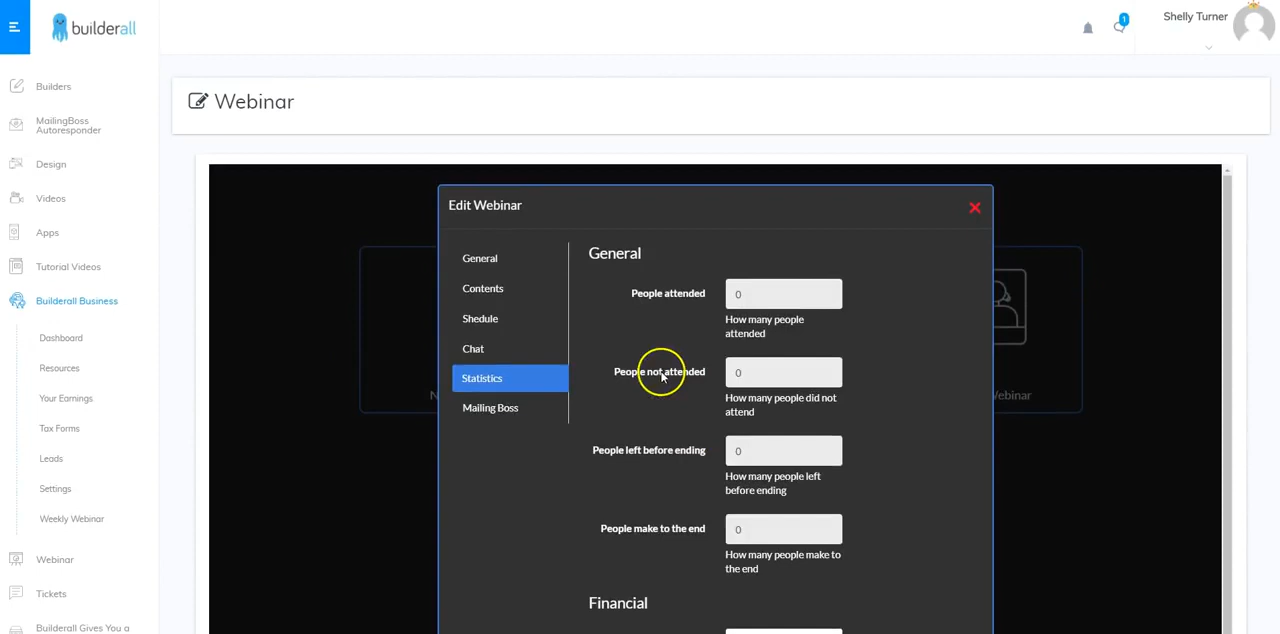 builderall
1
Shelly Turner
Builders
MailingBoss
Autoresponder
Design
Videos
Apps
Tutorial Videos
Builderall Business
Dashboard
Resources
Your Earnings
Tax Forms
Leads
Settings
Weekly Webinar
Webinar
Tickets
Builderall Gives You a
Webinar
Edit Webinar
General
Contents
Shedule
Chat
Statistics
Mailing Boss
General
People attended
0
How many people
attended
People not attended
0
How many people did not
attend
People left before ending
0
How many people left
before ending
People make to the end
0
How many people make to
the end
Financial
N
Webinar